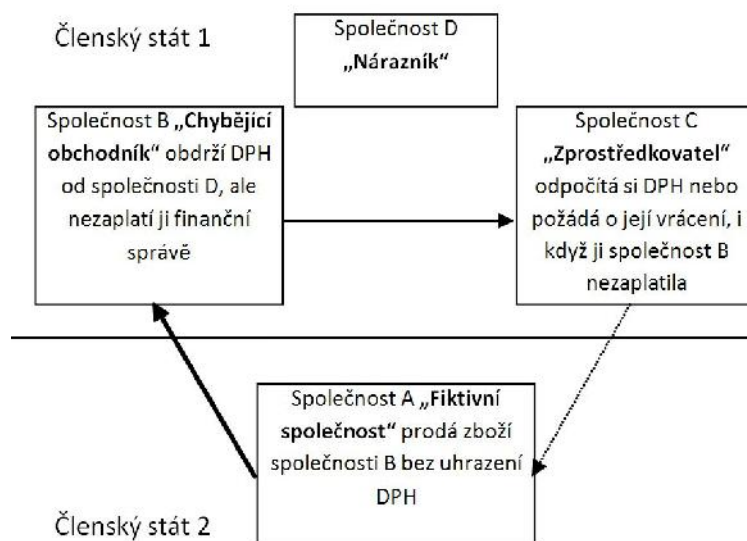 Členský stát 1
Společnost D
„Nárazník“
Společnost B „Chybějící
obchodník“ obdrží DPH
od společnosti D, ale
nezaplatí ji finanční
správě
Společnost C
„Zprostředkovatel“
odpočítá si DPH nebo
požádá o její vrácení, i
když ji společnost B
nezaplatila
Společnost A „Fiktivní
společnost“ prodá zboží
společnosti B bez uhrazení
DPH
Členský stát 2